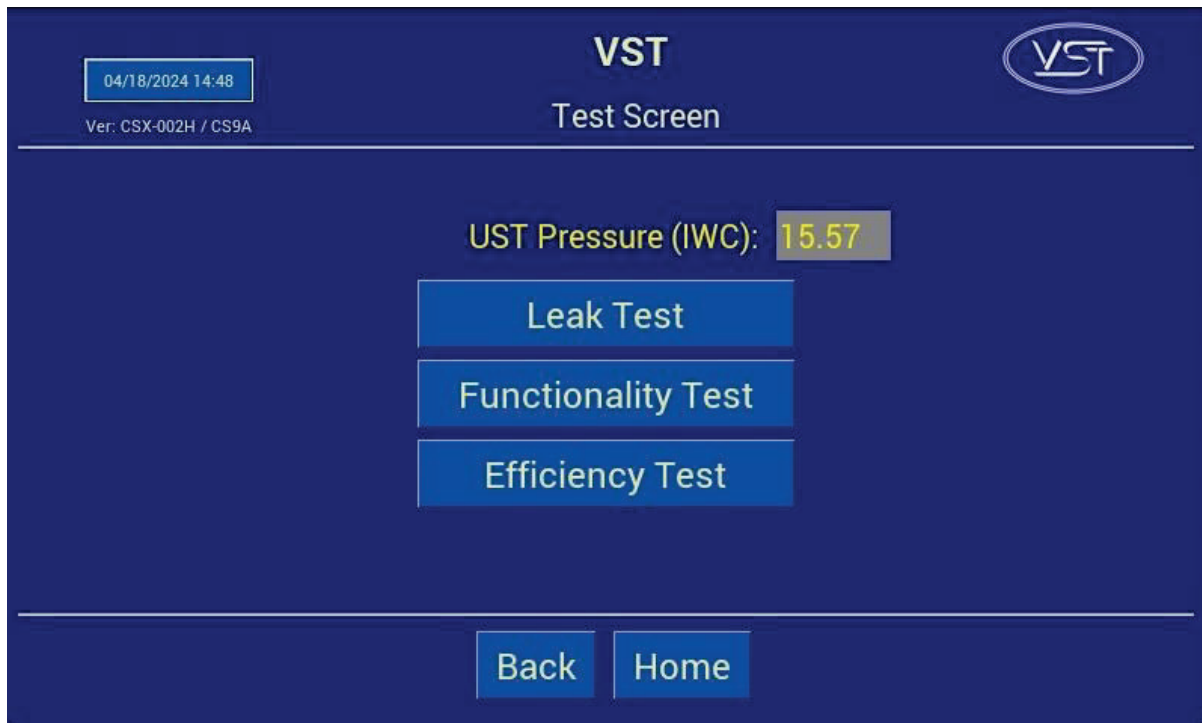 VST
04/18/2024 14:48
VST
Ver: CSX-002H / CS9A
Test Screen
UST Pressure (IWC): 15.57
Leak Test
Functionality Test
Efficiency Test
Back Home